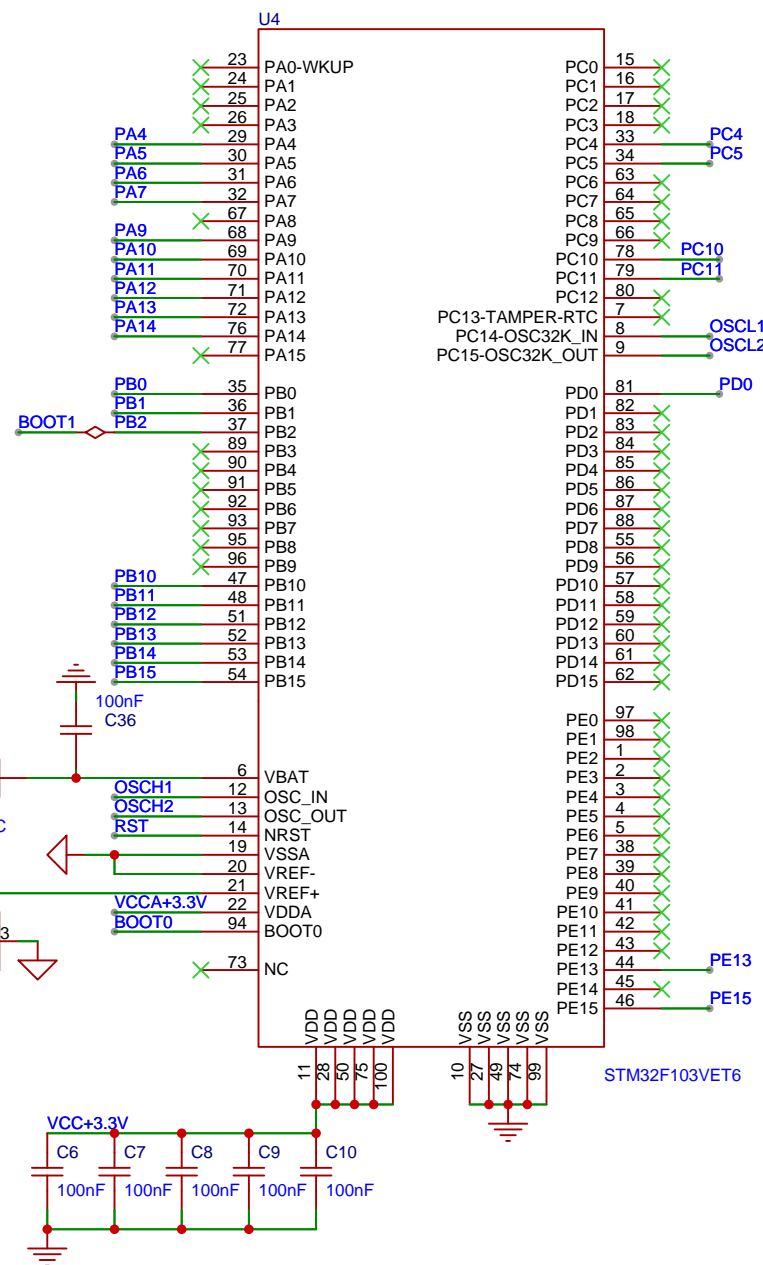 U4
23 PA0-WKUP PC0 15
24 PA1 PC1 16
25 PA2 PC2 17
26 PA3 PC3 18
PA4 29 PA4 PC4 33 PC4
PA5 30 PA5 PC5 34 PC5
PA6 31 PA6 PC6 63
PA7 32 PA7 PC7 64
67 PA8 PC8 65
PA9 68 PA9 PC9 66
PA10 69 PA10 PC10 78 PC10
PA11 70 PA11 PC11 79 PC11
PA12 71 PA12 PC12 80
PA13 72 PA13 PC13-TAMPER-RTC 7
PA14 76 PA14 PC14-OSC32K_IN 8 OSCL1
77 PA15 PC15-OSC32K_OUT 9 OSCL2
PB0 35 PB0 PD0 81 PD0
PB1 36 PB1 PD1 82
BOOT1 PB2 37 PB2 PD2 83
89 PB3 PD3 84
90 PB4 PD4 85
91 PB5 PD5 86
92 PB6 PD6 87
93 PB7 PD7 88
95 PB8 PD8 55
96 PB9 PD9 56
PB10 47 PB10 PD10 57
PB11 48 PB11 PD11 58
PB12 51 PB12 PD12 59
PB13 52 PB13 PD13 60
PB14 53 PB14 PD14 61
PB15 54 PB15 PD15 62
100nF
C36
PE0 97
PE1 98
PE2 1
6 VBAT PE3 2
OSCH1 12 OSC_IN PE4 3
OSCH2 13 OSC_OUT PE5 4
C RST 14 NRST PE6 5
19 VSSA PE7 38
20 VREF- PE8 39
21 VREF+ PE9 40
VCCA+3.3V 22 VDDA PE10 41
BOOT0 94 BOOT0 PE11 42
3 PE12 43
73 NC PE13 44 PE13
PE14 45
PE15 46 PE15
VDD VDD VDD VDD VDD VSS VSS VSS VSS VSS
11 28 50 75 100 10 27 49 74 99
STM32F103VET6
VCC+3.3V
C6 C7 C8 C9 C10
100nF 100nF 100nF 100nF 100nF